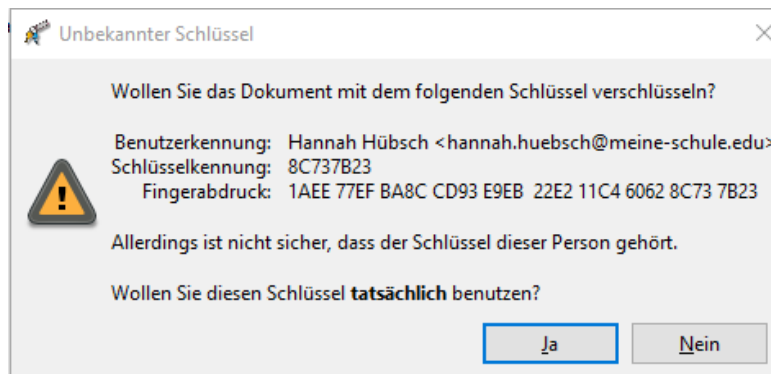 Unbekannter Schlüssel
Wollen Sie das Dokument mit dem folgenden Schlüssel verschlüsseln?
Benutzerkennung: Hannah Hübsch <hannah.huebsch@meine-schule.edu>
Schlüsselkennung: 8C737B23
Fingerabdruck: 1AEE 77EF BA8C CD93 E9EB  22E2 11C4 6062 8C73 7B23
Allerdings ist nicht sicher, dass der Schlüssel dieser Person gehört.
Wollen Sie diesen Schlüssel tatsächlich benutzen?
Ja Nein